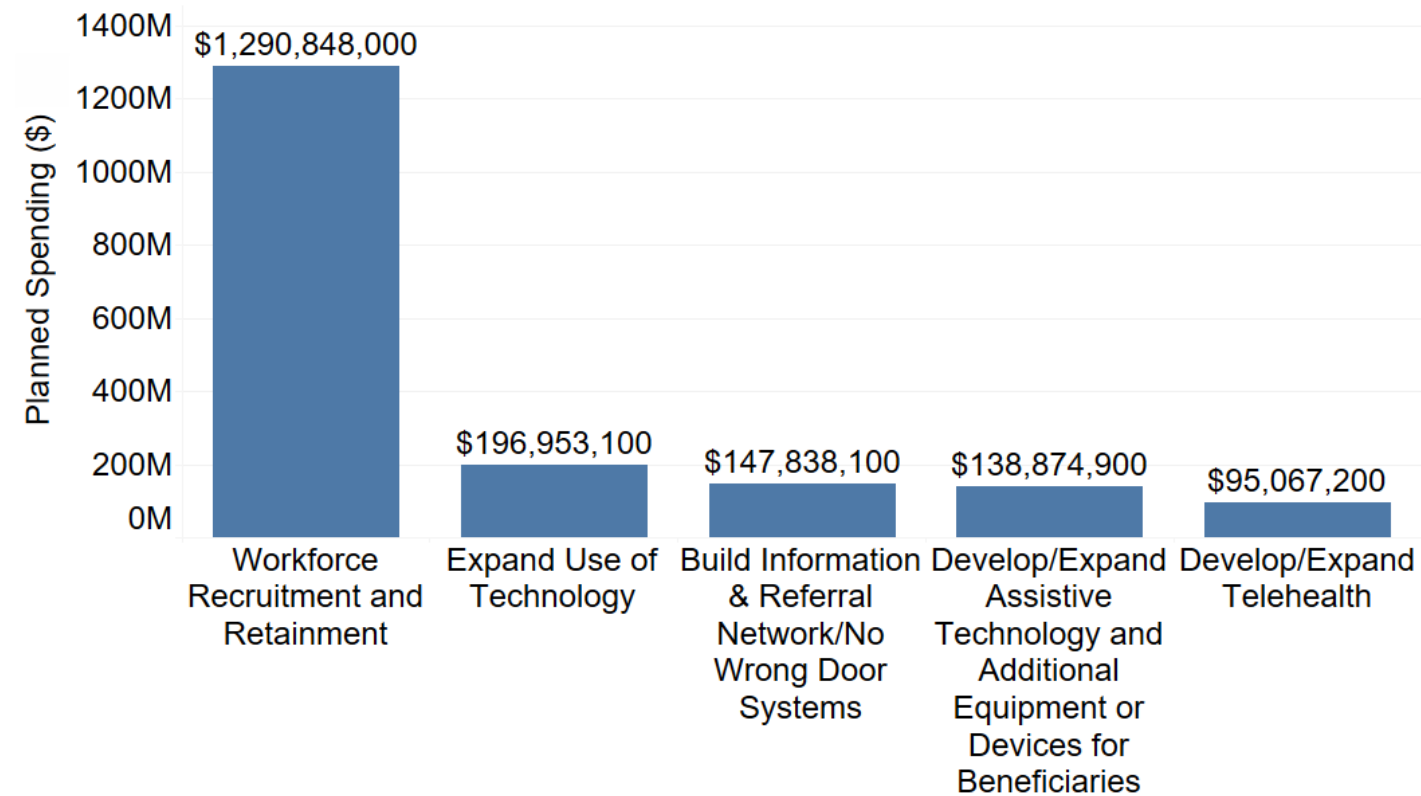 1400M
1200M
1000M
800M
600M
400M
200M
0M
Planned Spending ($)
$1,290,848,000
$196,953,100
$147,838,100
$138,874,900
$95,067,200
Workforce
Recruitment and
Retainment
Expand Use of
Technology
Build Information
& Referral
Network/No
Wrong Door
Systems
Develop/Expand
Assistive
Technology and
Additional
Equipment or
Devices for
Beneficiaries
Develop/Expand
Telehealth